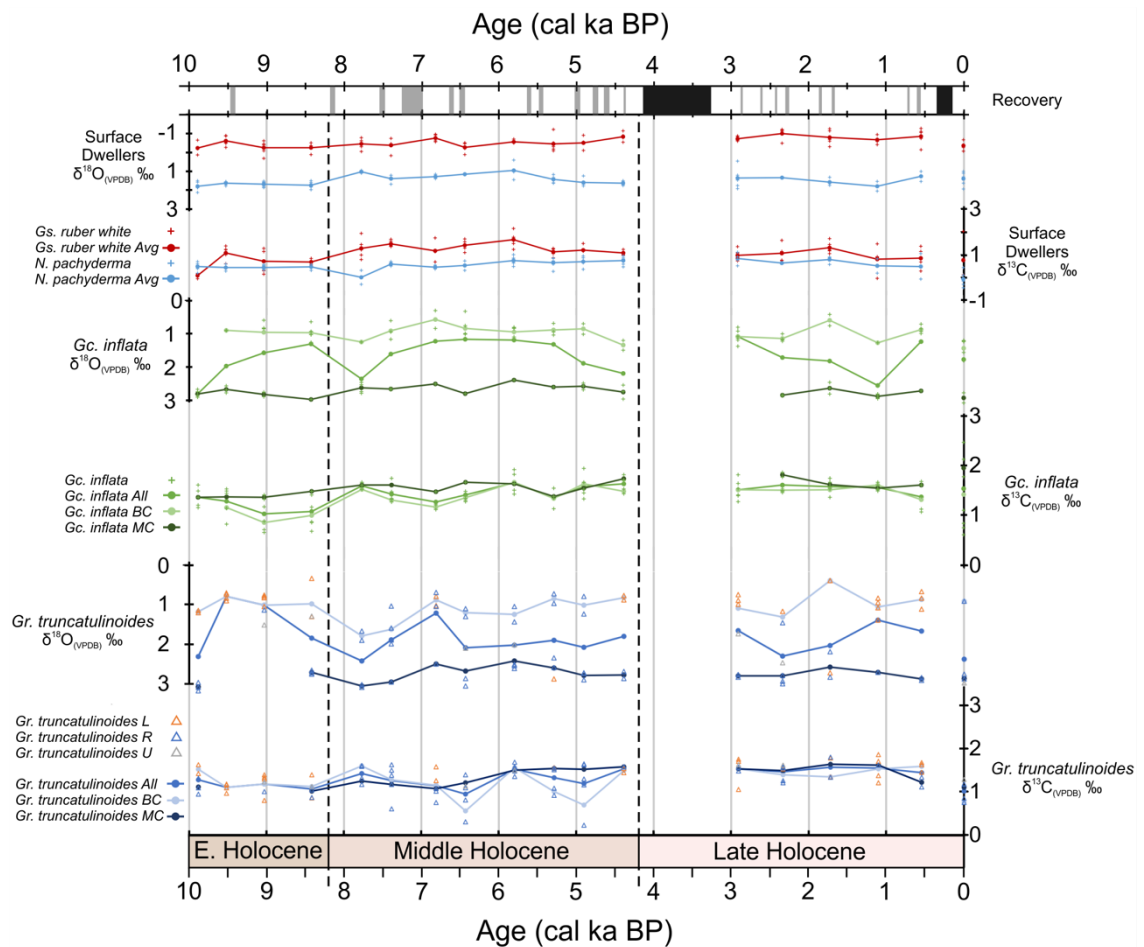 Age (cal ka BP)
10 9 8 7 6 5 4 3 2 1 0
Recovery
Surface
Dwellers
δ¹⁸O(VPDB) ‰
-1
1
3
Gs. ruber white
Gs. ruber white Avg
N. pachyderma
N. pachyderma Avg
3
1
-1
Surface
Dwellers
δ¹³C(VPDB) ‰
Gc. inflata
δ¹⁸O(VPDB) ‰
0
1
2
3
Gc. inflata
Gc. inflata All
Gc. inflata BC
Gc. inflata MC
3
2
1
0
Gc. inflata
δ¹³C(VPDB) ‰
Gr. truncatulinoides
δ¹⁸O(VPDB) ‰
0
1
2
3
Gr. truncatulinoides L
Gr. truncatulinoides R
Gr. truncatulinoides U
Gr. truncatulinoides All
Gr. truncatulinoides BC
Gr. truncatulinoides MC
3
2
1
0
Gr. truncatulinoides
δ¹³C(VPDB) ‰
E. Holocene Middle Holocene Late Holocene
10 9 8 7 6 5 4 3 2 1 0
Age (cal ka BP)